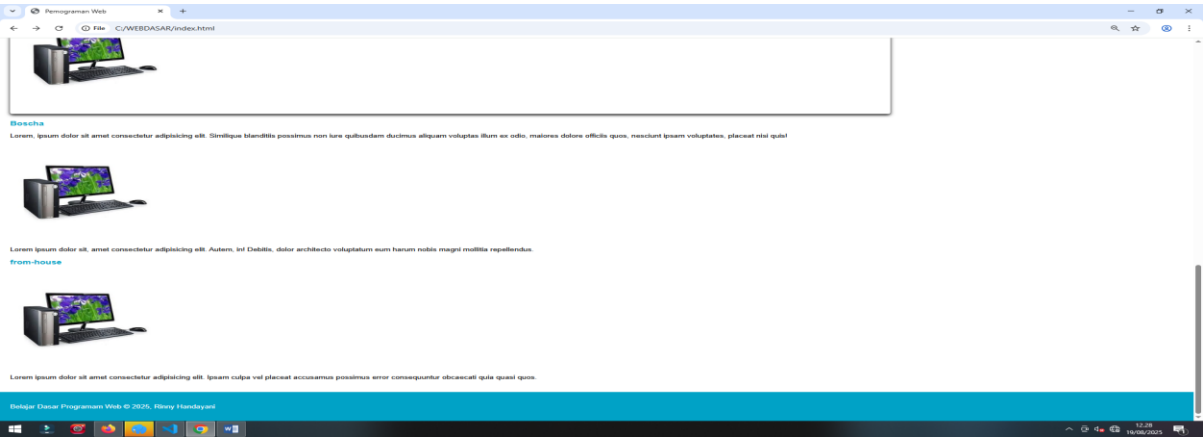 Pemograman Web
File
C:/WEBDASAR/index.html
Boscha
Lorem, ipsum dolor sit amet consectetur adipisicing elit. Similique blanditiis possimus non iure quibusdam ducimus aliquam voluptas illum ex odio, maiores dolore officiis quos, nesciunt ipsam voluptates, placeat nisi quis!
Lorem ipsum dolor sit, amet consectetur adipisicing elit. Autem, in! Debitis, dolor architecto voluptatum eum harum nobis magni mollitia repellendus.
from-house
Lorem ipsum dolor sit amet consectetur adipisicing elit. Ipsam culpa vel placeat accusamus possimus error consequuntur obcaecati quia quasi quos.
Belajar Dasar Programam Web © 2025, Rinny Handayani
12.28
19/08/2025